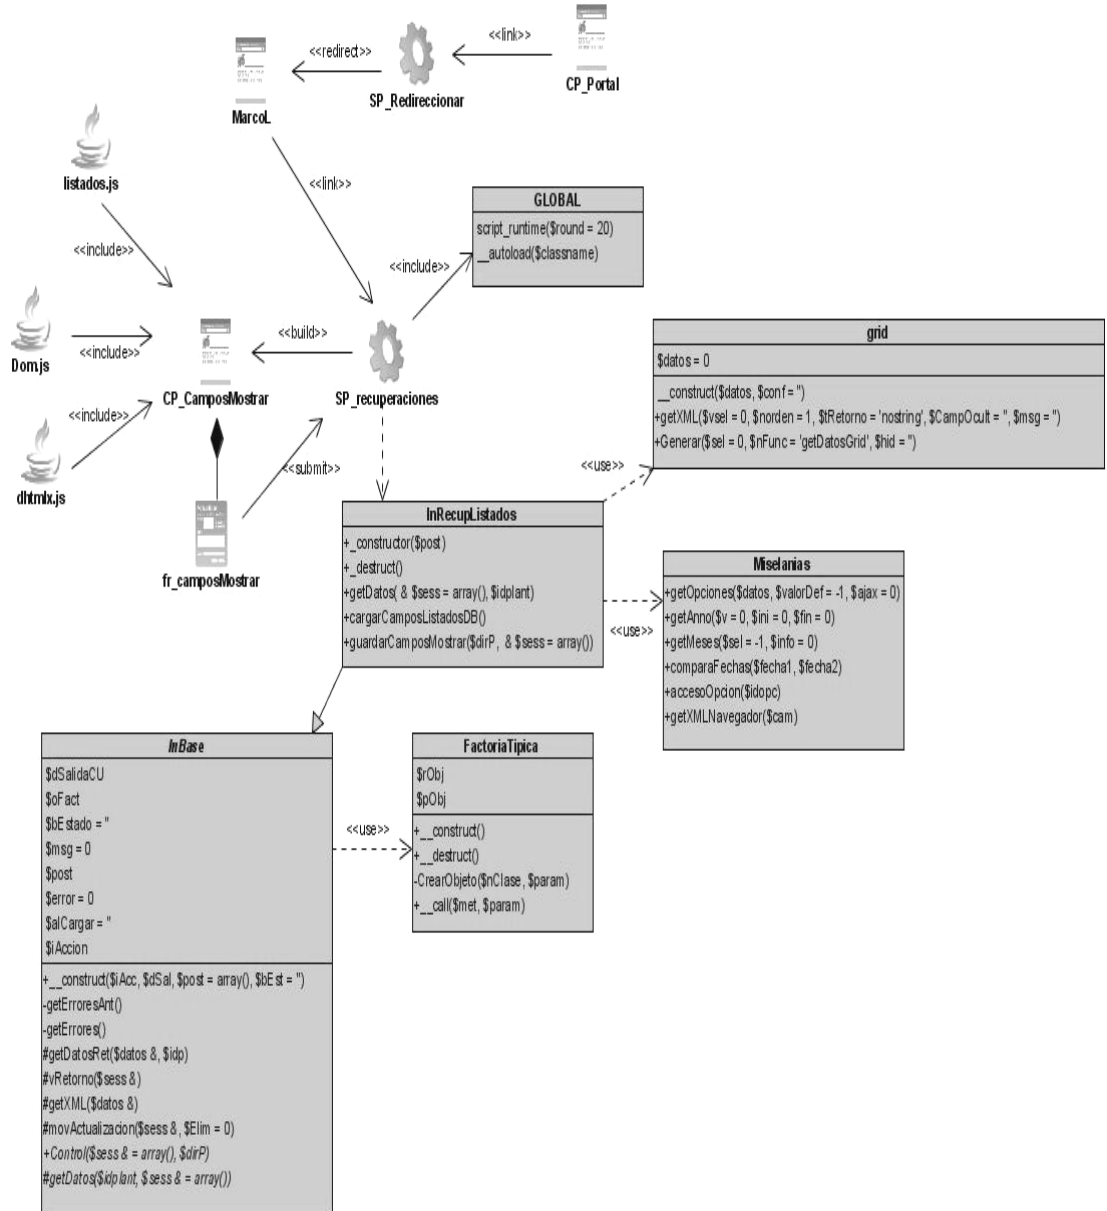 <<link>>
CP_Portal
<<redirect>>
SP_Redireccionar
MarcoL
listados.js
<<link>>
<<include>>
GLOBAL
script_runtime($round = 20)
__autoload($classname)
<<include>>
Dom.js
<<include>>
CP_CamposMostrar
<<build>>
SP_recuperaciones
<<include>>
dhtmlx.js
<<submit>>
fr_camposMostrar
grid
$datos = 0
__construct($datos, $conf = '')
+getXML($vsel = 0, $norden = 1, $tRetorno = 'nostring', $CampOcult = '', $msg = '')
+Generar($sel = 0, $nFunc = 'getDatosGrid', $hid = '')
<<use>>
InRecupListados
+_constructor($post)
+_destruct()
+getDatos( & $sess = array(), $idplant)
+cargarCamposListadosDB()
+guardarCamposMostrar($dirP, & $sess = array())
<<use>>
Miselanias
+getOpciones($datos, $valorDef = -1, $ajax = 0)
+getAnno($v = 0, $ini = 0, $fin = 0)
+getMeses($sel = -1, $info = 0)
+comparaFechas($fecha1, $fecha2)
+accesoOpcion($idopc)
+getXMLNavegador($cam)
InBase
$dSalidaCU
$oFact
$bEstado = ''
$msg = 0
$post
$error = 0
$alCargar = ''
$iAccion
+__construct($iAcc, $dSal, $post = array(), $bEst = '')
-getErroresAnt()
-getErrores()
#getDatosRet($datos &, $idp)
#vRetorno($sess &)
#getXML($datos &)
#movActualizacion($sess &, $Elim = 0)
+Control($sess & = array(), $dirP)
#getDatos($idplant, $sess & = array())
<<use>>
FactoriaTipica
$rObj
$pObj
+__construct()
+__destruct()
-CrearObjeto($nClase, $param)
+__call($met, $param)